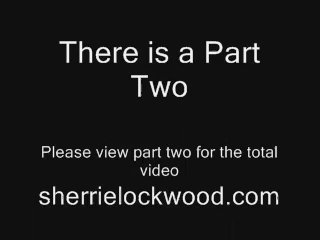 There is a Part
Two
Please view part two for the total
video
sherrielockwood.com